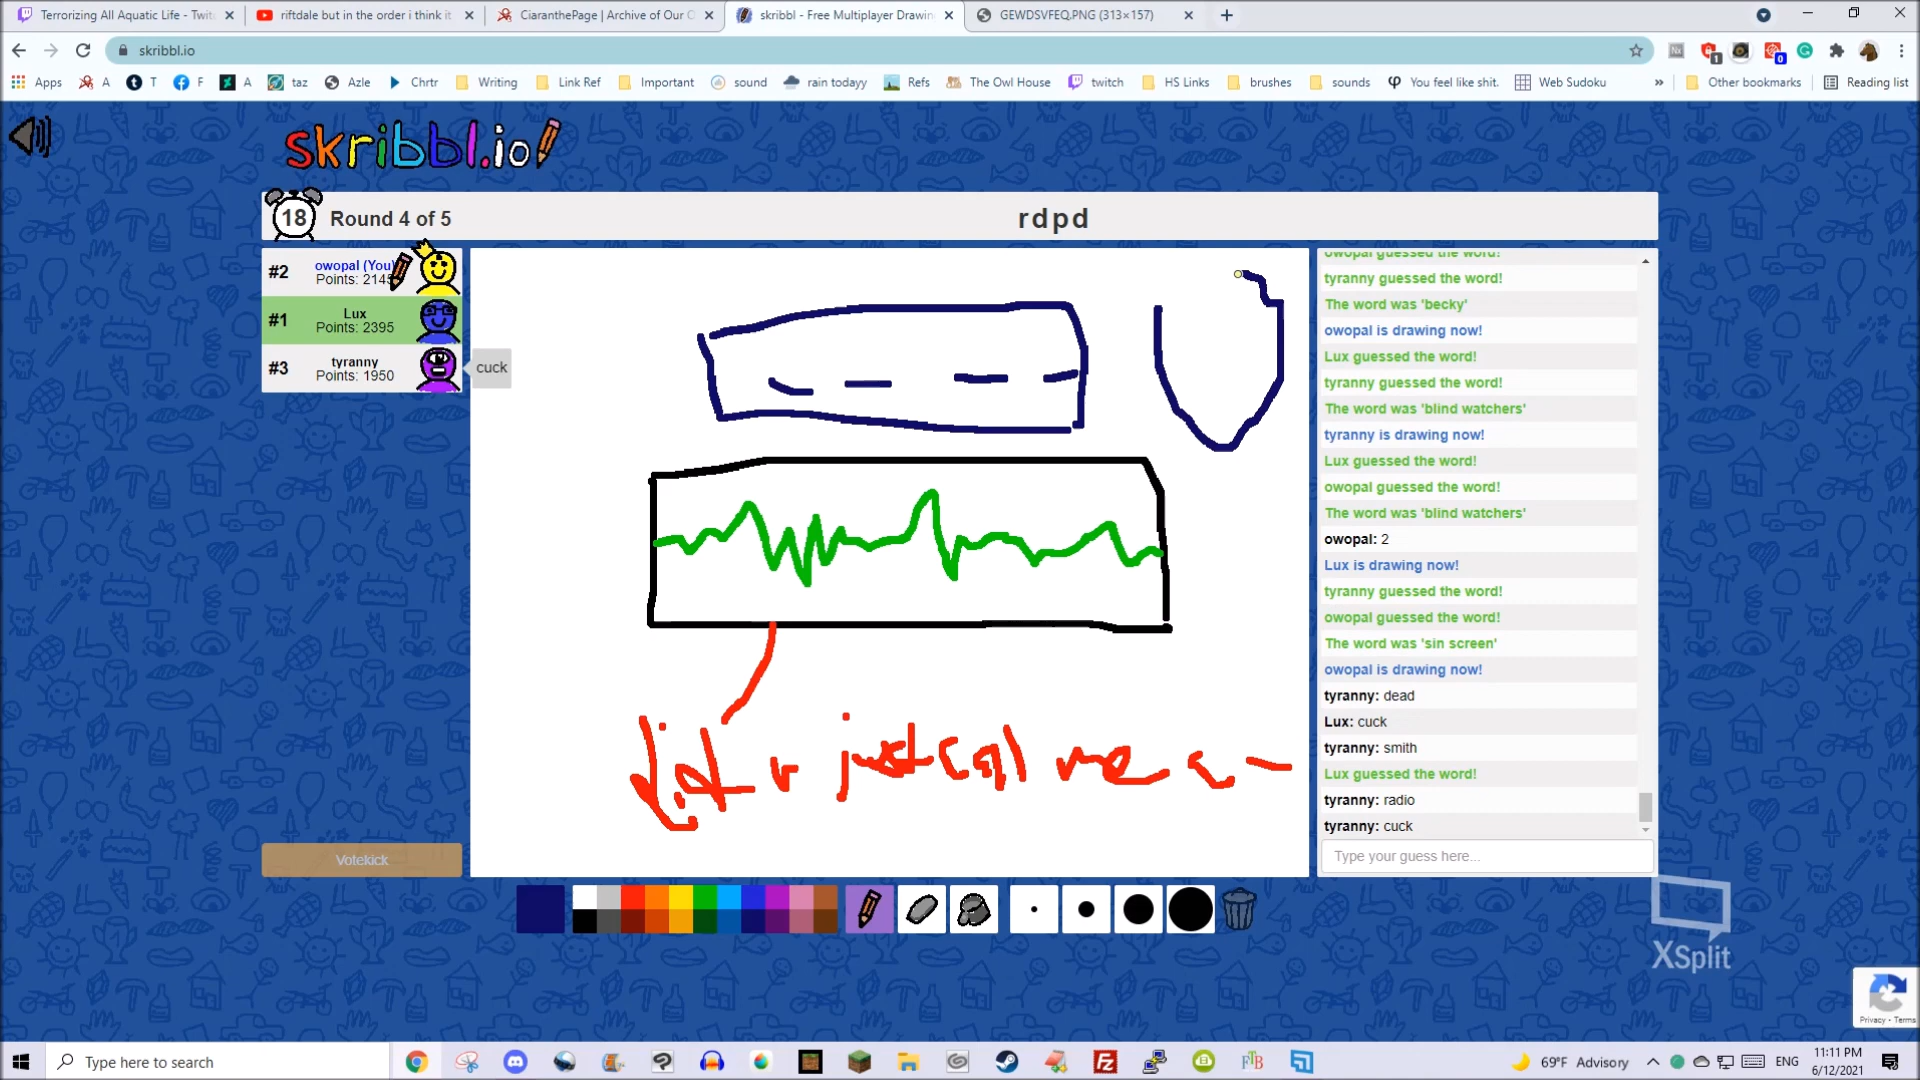 Terrorizing All Aquatic Life - Twit
riftdale but in the order i think it
CiaranthePage | Archive of Our O
skribbl - Free Multiplayer Drawin
GEWDSVFEQ.PNG (313×157)
skribbl.io
Apps
A
T
F
A
taz
Azle
Chrtr
Writing
Link Ref
Important
sound
rain todayy
Refs
The Owl House
twitch
HS Links
brushes
sounds
You feel like shit.
Web Sudoku
»
Other bookmarks
Reading list
skribbl.io
18
Round 4 of 5
rdpd
#2
owopal (You)
Points: 2145
#1
Lux
Points: 2395
#3
tyranny
Points: 1950
cuck
Votekick
owopal guessed the word!
tyranny guessed the word!
The word was 'becky'
owopal is drawing now!
Lux guessed the word!
tyranny guessed the word!
The word was 'blind watchers'
tyranny is drawing now!
Lux guessed the word!
owopal guessed the word!
The word was 'blind watchers'
owopal: 2
Lux is drawing now!
tyranny guessed the word!
owopal guessed the word!
The word was 'sin screen'
owopal is drawing now!
tyranny: dead
Lux: cuck
tyranny: smith
Lux guessed the word!
tyranny: radio
tyranny: cuck
Type your guess here...
XSplit
Privacy - Terms
Type here to search
69°F Advisory
ENG
11:11 PM
6/12/2021